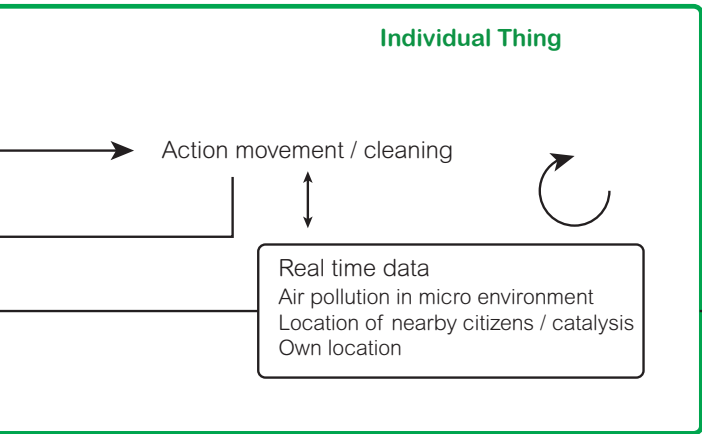 Individual Thing
Action movement / cleaning
Real time data
Air pollution in micro environment
Location of nearby citizens / catalysis
Own location